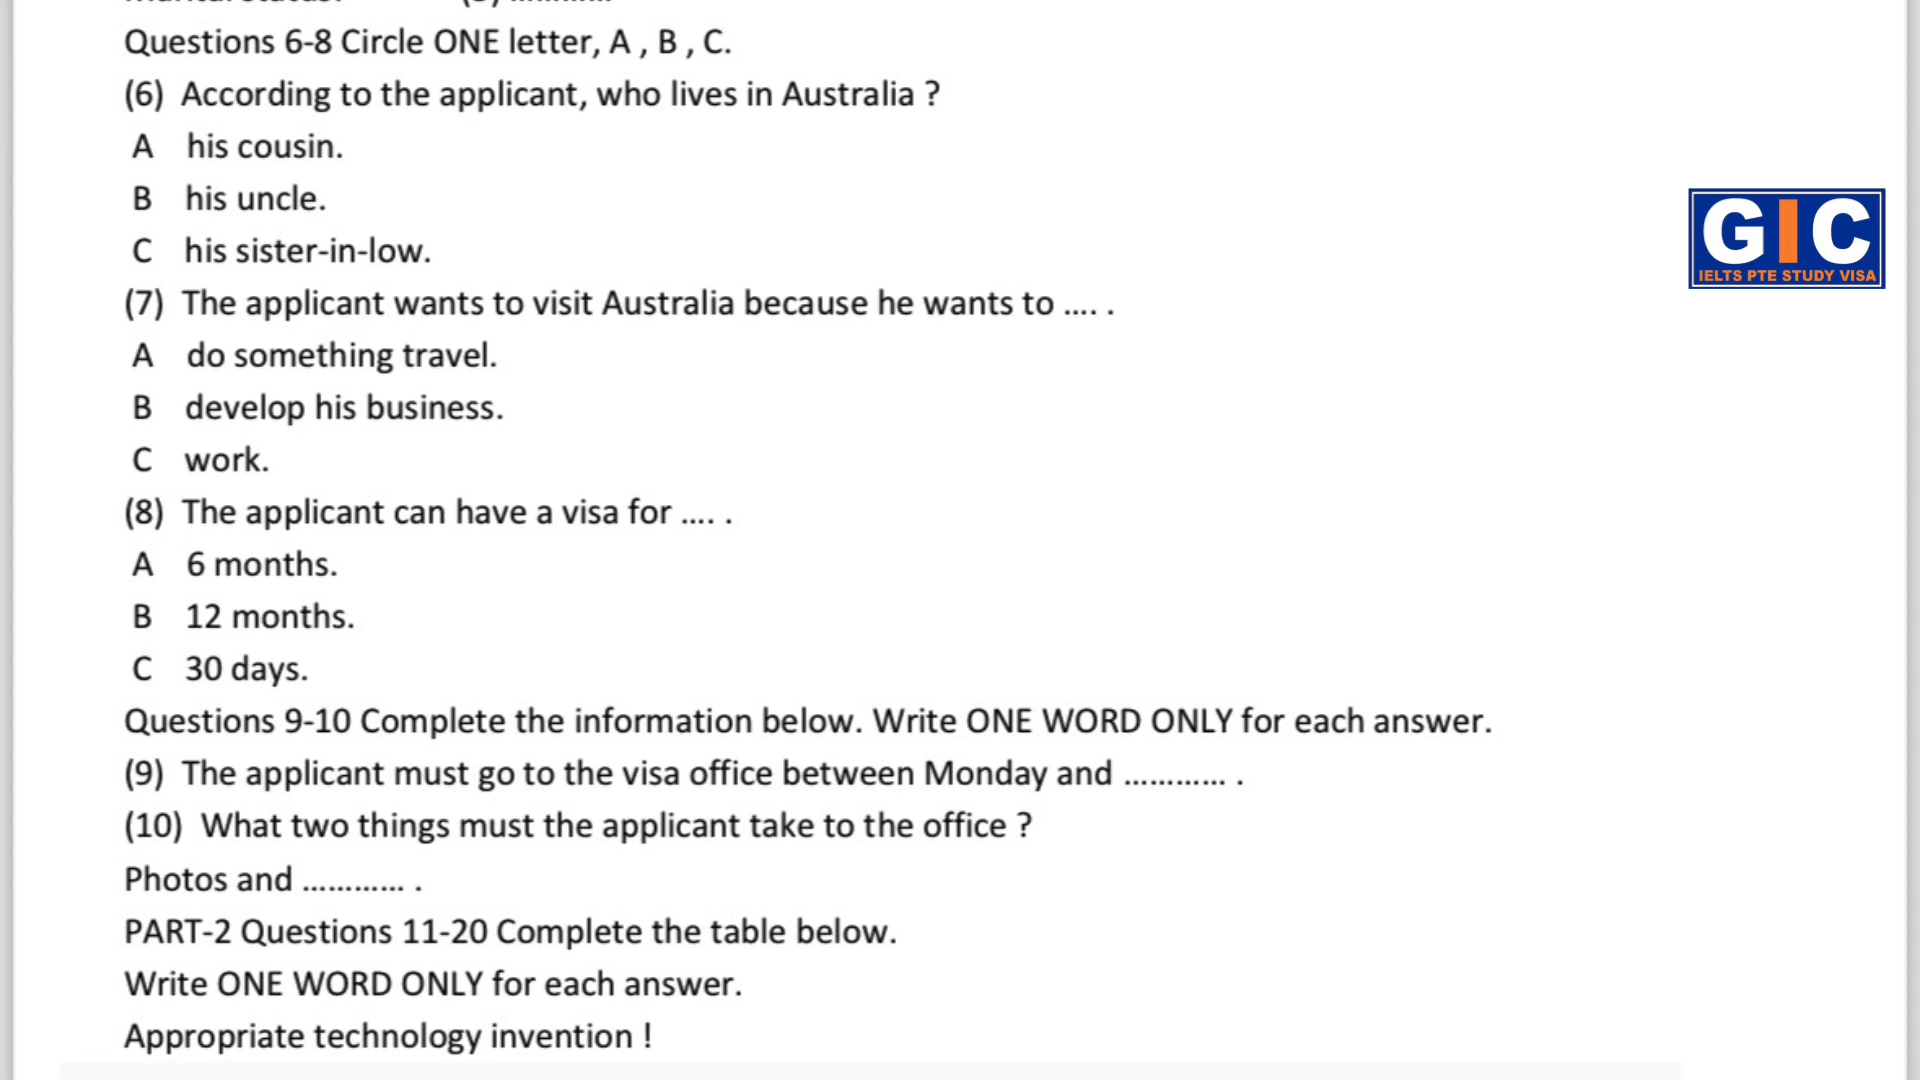 Questions 6-8 Circle ONE letter, A , B , C.
(6) According to the applicant, who lives in Australia ?
A his cousin.
B his uncle.
C his sister-in-low.
(7) The applicant wants to visit Australia because he wants to .... .
A do something travel.
B develop his business.
C work.
(8) The applicant can have a visa for .... .
A 6 months.
B 12 months.
C 30 days.
Questions 9-10 Complete the information below. Write ONE WORD ONLY for each answer.
(9) The applicant must go to the visa office between Monday and ............. .
(10) What two things must the applicant take to the office ?
Photos and ............. .
PART-2 Questions 11-20 Complete the table below.
Write ONE WORD ONLY for each answer.
Appropriate technology invention !
GIC
IELTS PTE STUDY VISA